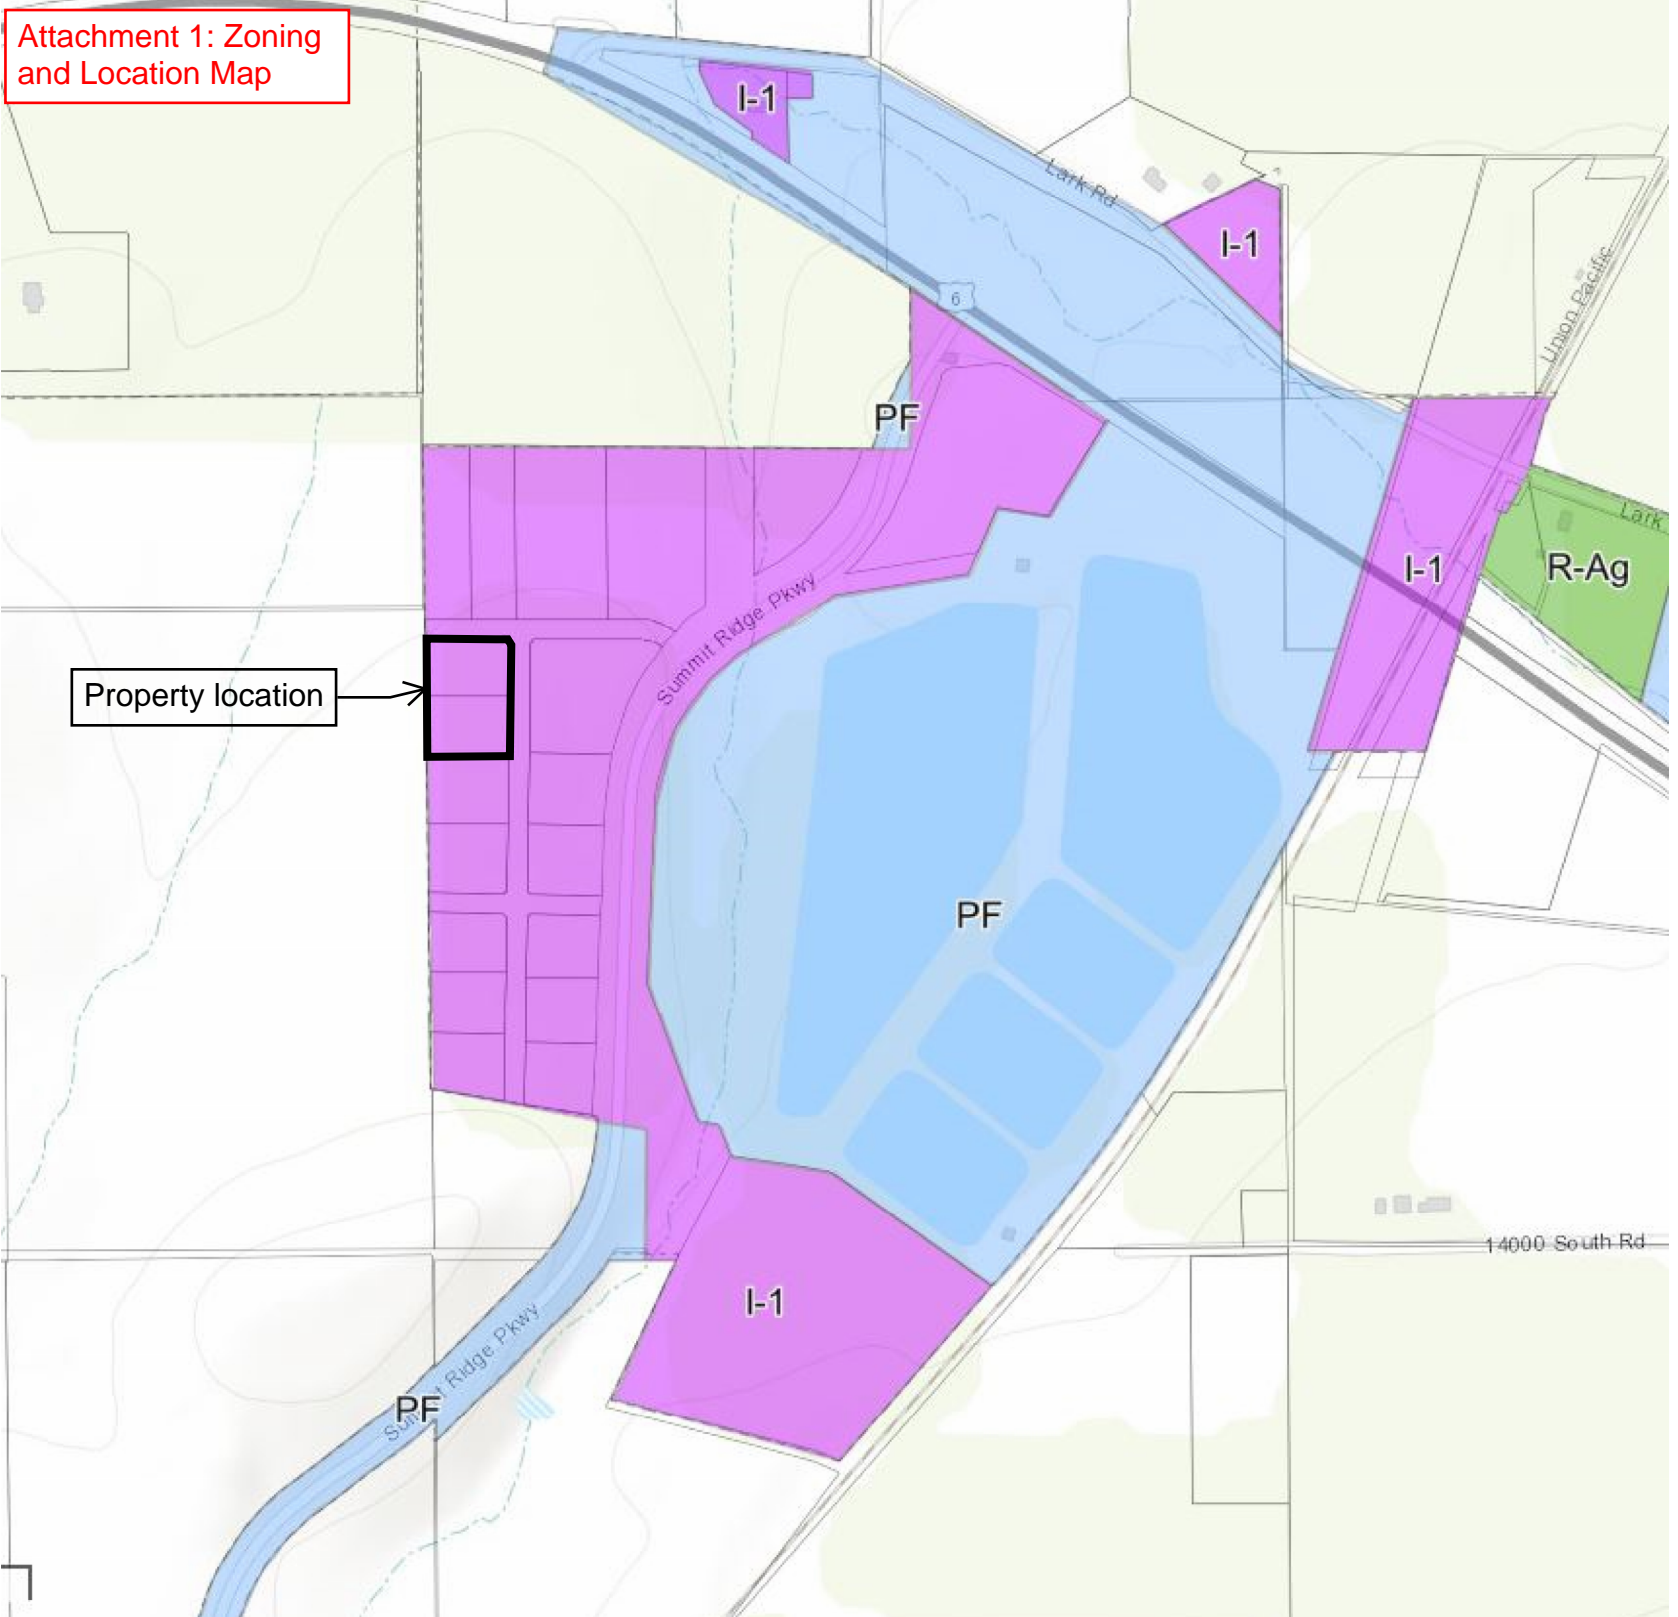 Attachment 1: Zoning
and Location Map
I-1
Lark Rd
I-1
6
Union Pacific
PF
Lark
I-1
R-Ag
Summit Ridge Pkwy
Property location
PF
14000 South Rd
I-1
Summit Ridge Pkwy
PF